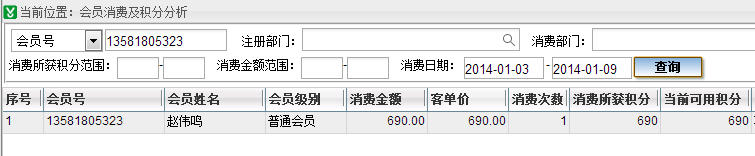 当前位置：会员消费及积分分析
会员号 13581805323 注册部门： 消费部门：
消费所获积分范围： - 消费金额范围： - 消费日期： 2014-01-03 - 2014-01-09 查询
序号 会员号 会员姓名 会员级别 消费金额 客单价 消费次数 消费所获积分 当前可用积分
1 13581805323 赵伟鸣 普通会员 690.00 690.00 1 690 690